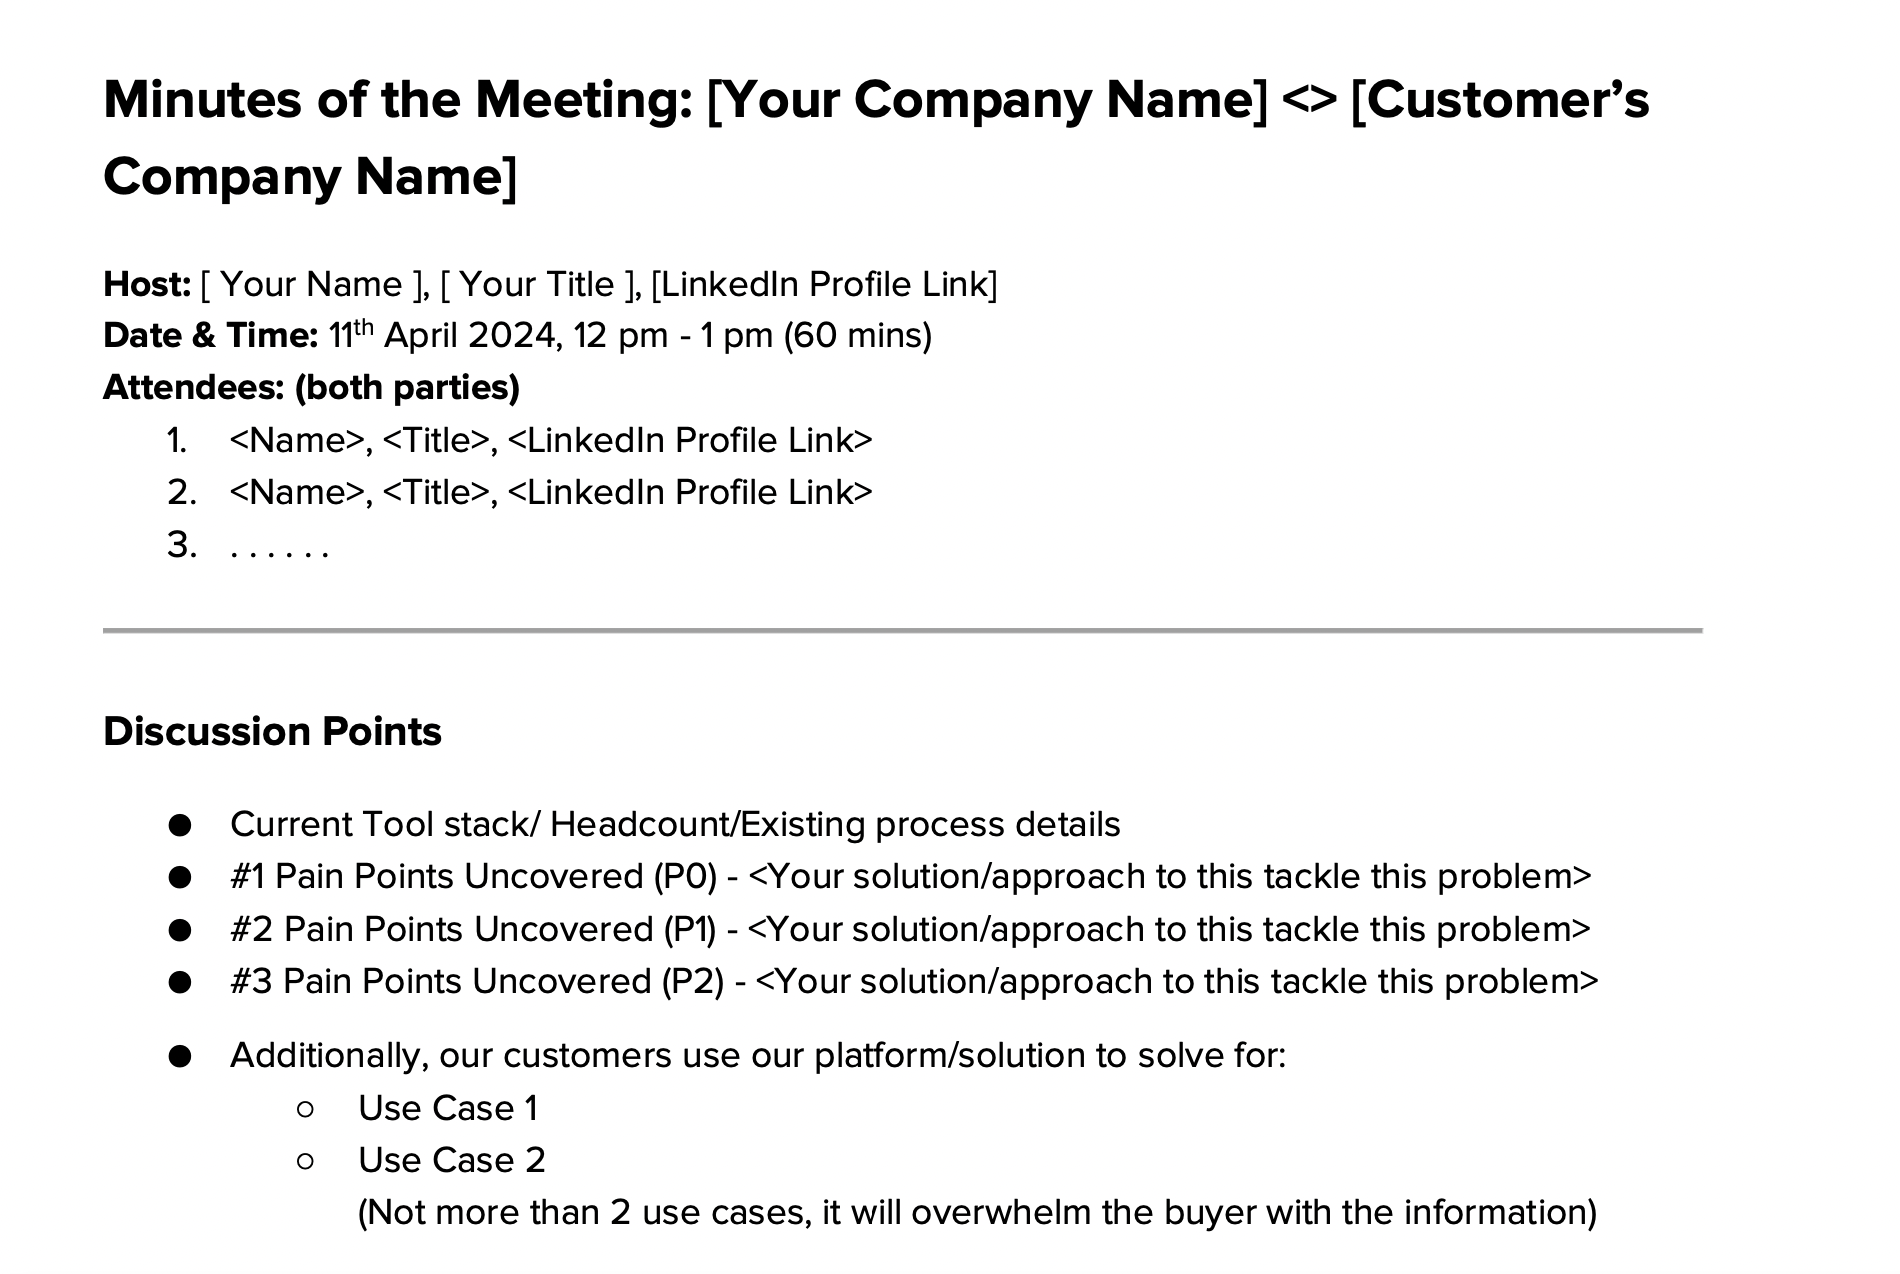 Minutes of the Meeting: [Your Company Name] <> [Customer’s
Company Name]
Host: [ Your Name ], [ Your Title ], [LinkedIn Profile Link]
Date & Time: 11th April 2024, 12 pm - 1 pm (60 mins)
Attendees: (both parties)
1. <Name>, <Title>, <LinkedIn Profile Link>
2. <Name>, <Title>, <LinkedIn Profile Link>
3. . . . . . .
Discussion Points
● Current Tool stack/ Headcount/Existing process details
● #1 Pain Points Uncovered (P0) - <Your solution/approach to this tackle this problem>
● #2 Pain Points Uncovered (P1) - <Your solution/approach to this tackle this problem>
● #3 Pain Points Uncovered (P2) - <Your solution/approach to this tackle this problem>
● Additionally, our customers use our platform/solution to solve for:
○ Use Case 1
○ Use Case 2
(Not more than 2 use cases, it will overwhelm the buyer with the information)